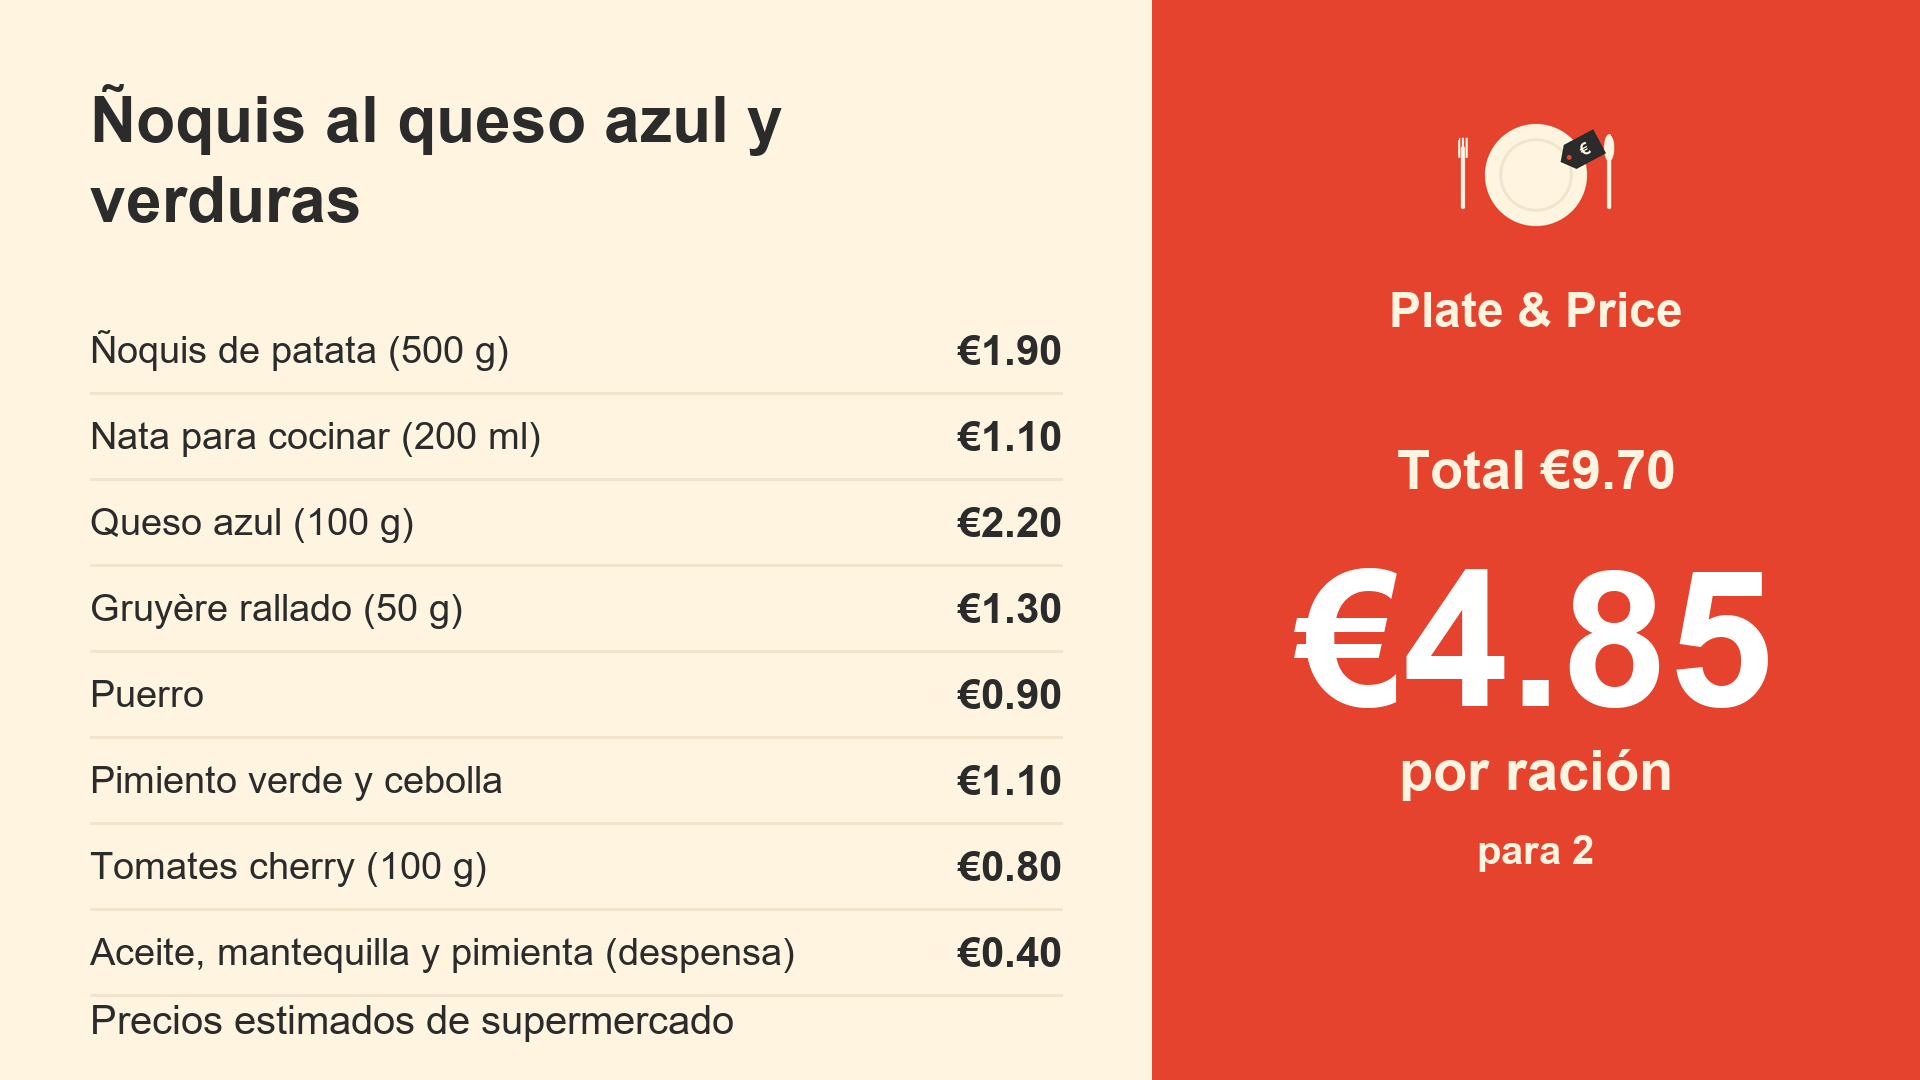 Ñoquis al queso azul y
verduras
Ñoquis de patata (500 g) €1.90
Nata para cocinar (200 ml) €1.10
Queso azul (100 g) €2.20
Gruyère rallado (50 g) €1.30
Puerro €0.90
Pimiento verde y cebolla €1.10
Tomates cherry (100 g) €0.80
Aceite, mantequilla y pimienta (despensa) €0.40
Precios estimados de supermercado
€
Plate & Price
Total €9.70
€4.85
por ración
para 2